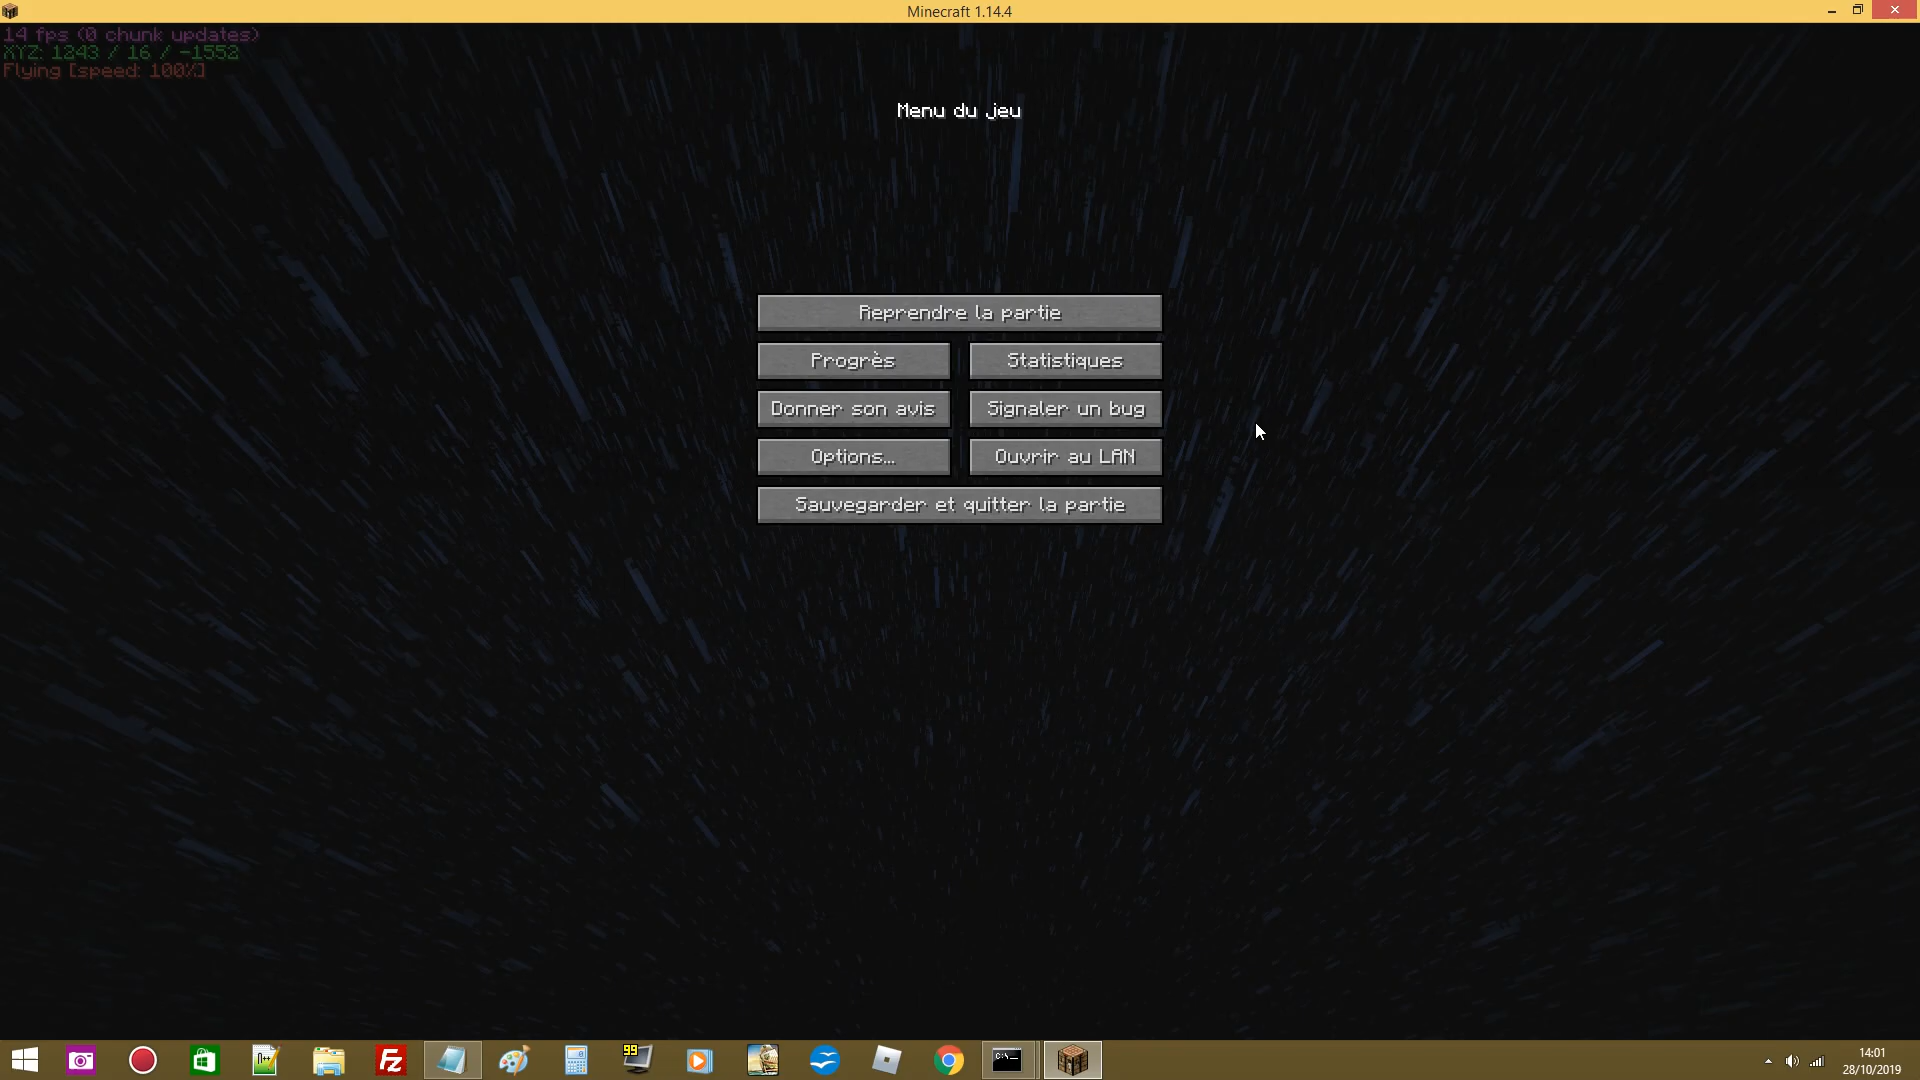 Minecraft 1.14.4
14 fps (0 chunk updates)
XYZ: 1243 / 16 / -1552
Flying [speed: 100%]
Menu du jeu
Reprendre la partie
Progrès
Statistiques
Donner son avis
Signaler un bug
Options...
Ouvrir au LAN
Sauvegarder et quitter la partie
99
C:\
14:01
28/10/2019